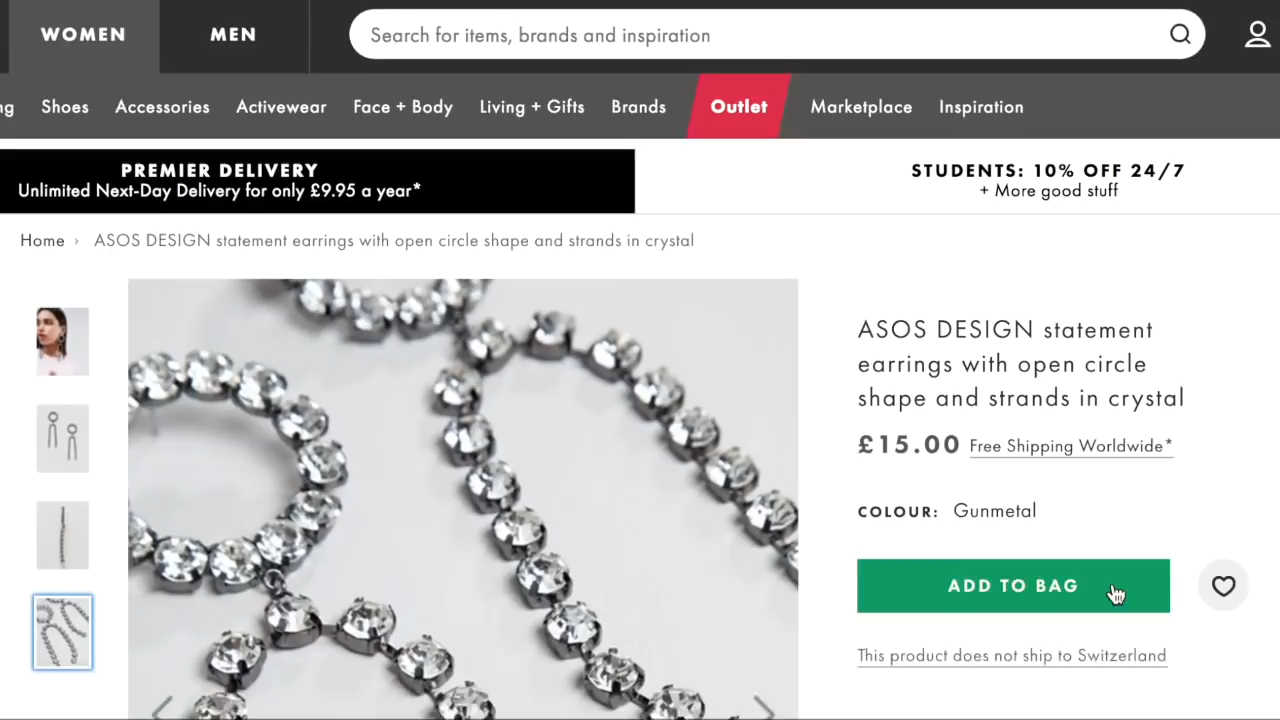 WOMEN
MEN
Search for items, brands and inspiration
ng
Shoes
Accessories
Activewear
Face + Body
Living + Gifts
Brands
Outlet
Marketplace
Inspiration
PREMIER DELIVERY
Unlimited Next-Day Delivery for only £9.95 a year*
STUDENTS: 10% OFF 24/7
+ More good stuff
Home › ASOS DESIGN statement earrings with open circle shape and strands in crystal
ASOS DESIGN statement
earrings with open circle
shape and strands in crystal
£15.00 Free Shipping Worldwide*
COLOUR: Gunmetal
ADD TO BAG
This product does not ship to Switzerland